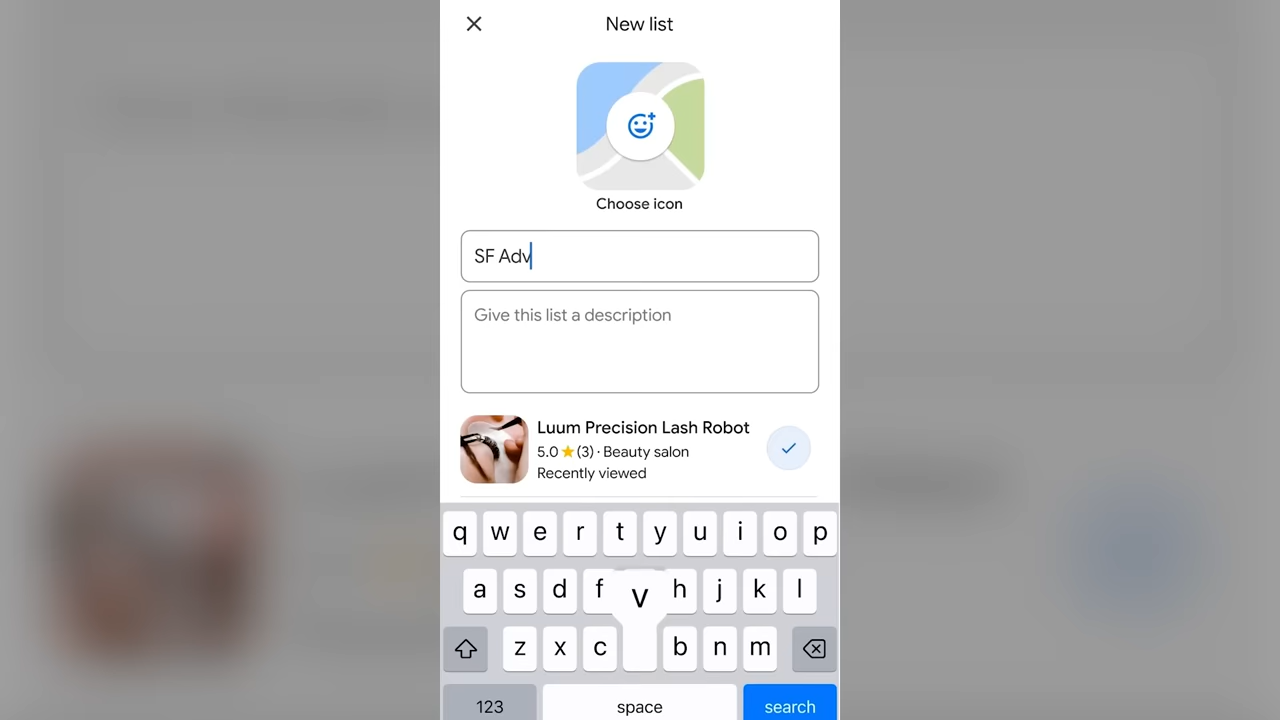 New list
Choose icon
SF Adv
Give this list a description
Luum Precision Lash Robot
5.0 ★ (3) · Beauty salon
Recently viewed
q w e r t y u i o p
a s d f v h j k l
z x c b n m
123 space search